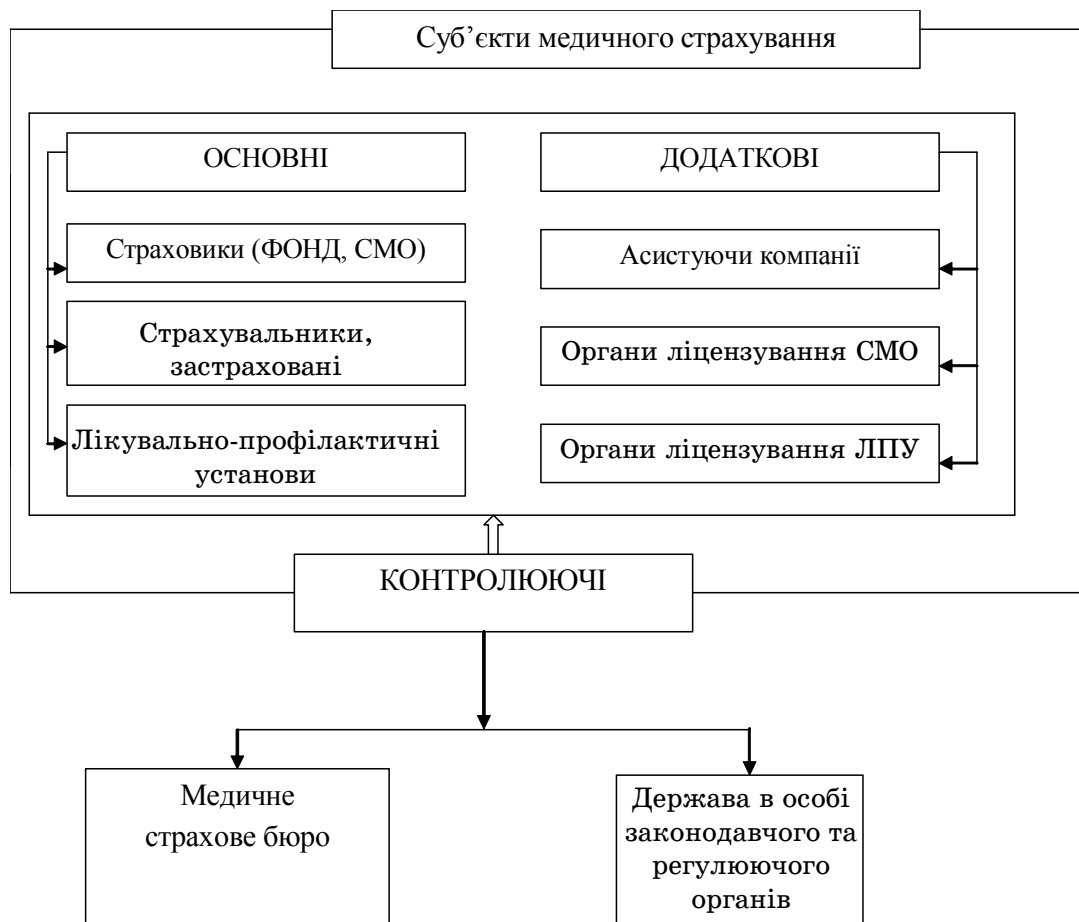 Суб’єкти медичного страхування
ОСНОВНІ
Страховики (ФОНД, СМО)
Страхувальники,
застраховані
Лікувально-профілактичні
установи
ДОДАТКОВІ
Асистуючи компанії
Органи ліцензування СМО
Органи ліцензування ЛПУ
КОНТРОЛЮЮЧІ
Медичне
страхове бюро
Держава в особі
законодавчого та
регулюючого
органів